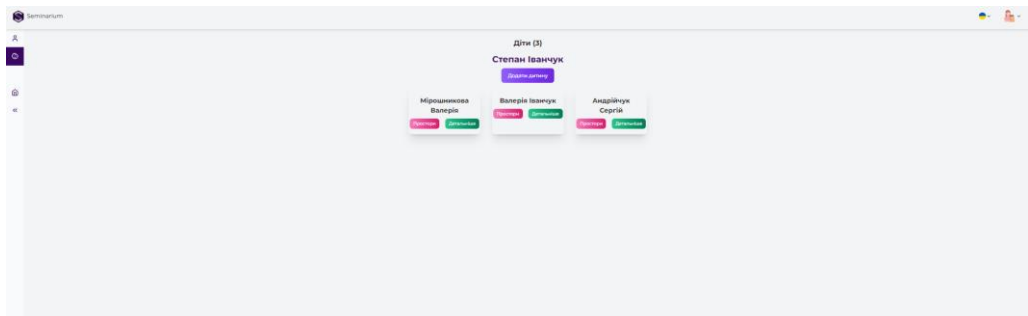 Seminarium
Діти (3)
Степан Іванчук
Додати дитину
Мірошникова
Валерія
Простори Детальніше
Валерія Іванчук
Простори Детальніше
Андрійчук
Сергій
Простори Детальніше